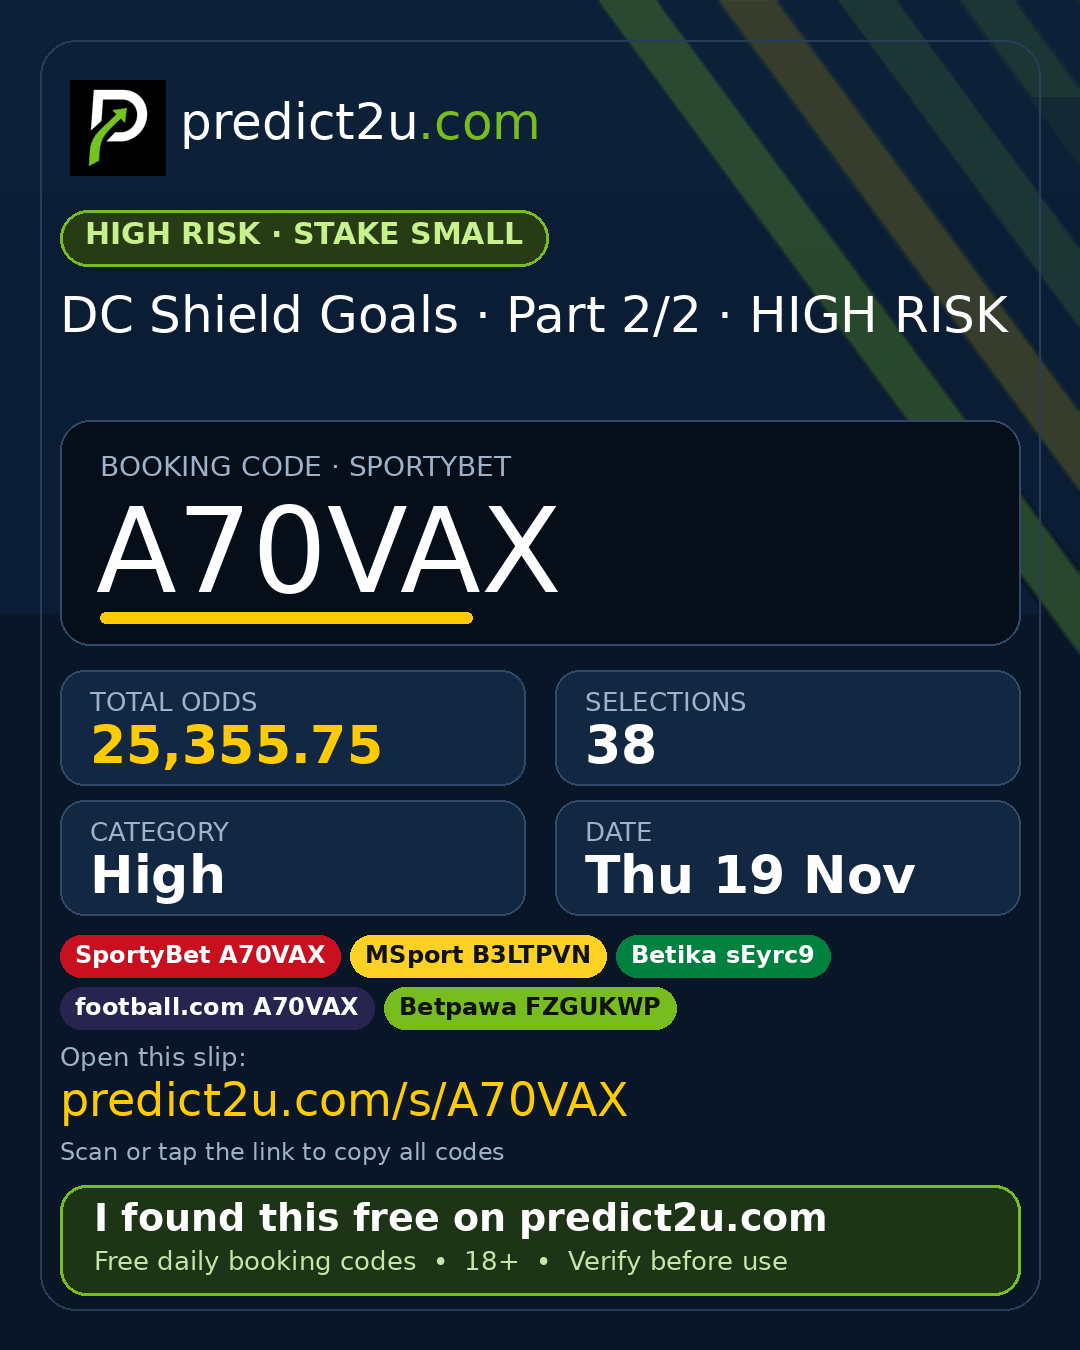 predict2u.com
HIGH RISK · STAKE SMALL
DC Shield Goals · Part 2/2 · HIGH RISK
BOOKING CODE · SPORTYBET
A70VAX
TOTAL ODDS
25,355.75
SELECTIONS
38
CATEGORY
High
DATE
Thu 19 Nov
SportyBet A70VAX
MSport B3LTPVN
Betika sEyrc9
football.com A70VAX
Betpawa FZGUKWP
Open this slip:
predict2u.com/s/A70VAX
Scan or tap the link to copy all codes
I found this free on predict2u.com
Free daily booking codes • 18+ • Verify before use